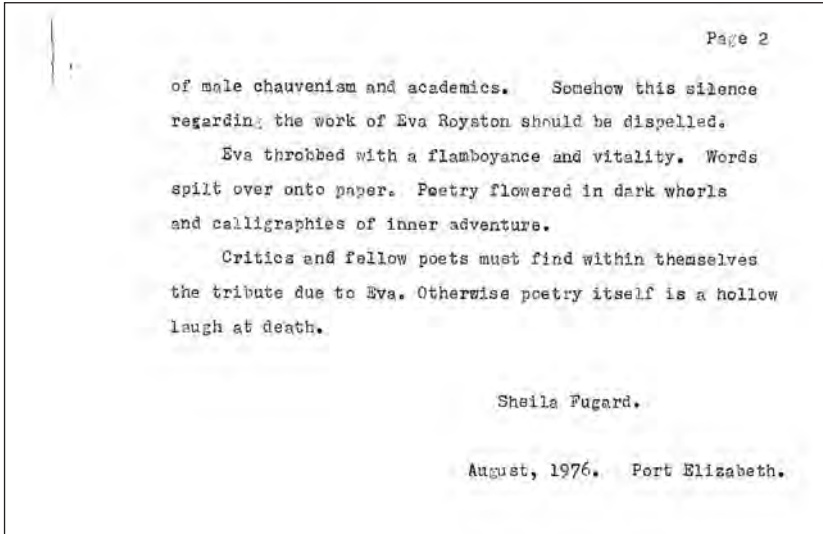 Page 2
of male chauvenism and academics. Somehow this silence
regarding the work of Eva Royston should be dispelled.
Eva throbbed with a flamboyance and vitality. Words
spilt over onto paper. Poetry flowered in dark whorls
and calligraphies of inner adventure.
Critics and fellow poets must find within themselves
the tribute due to Eva. Otherwise poetry itself is a hollow
laugh at death.
Sheila Fugard.
August, 1976. Port Elizabeth.